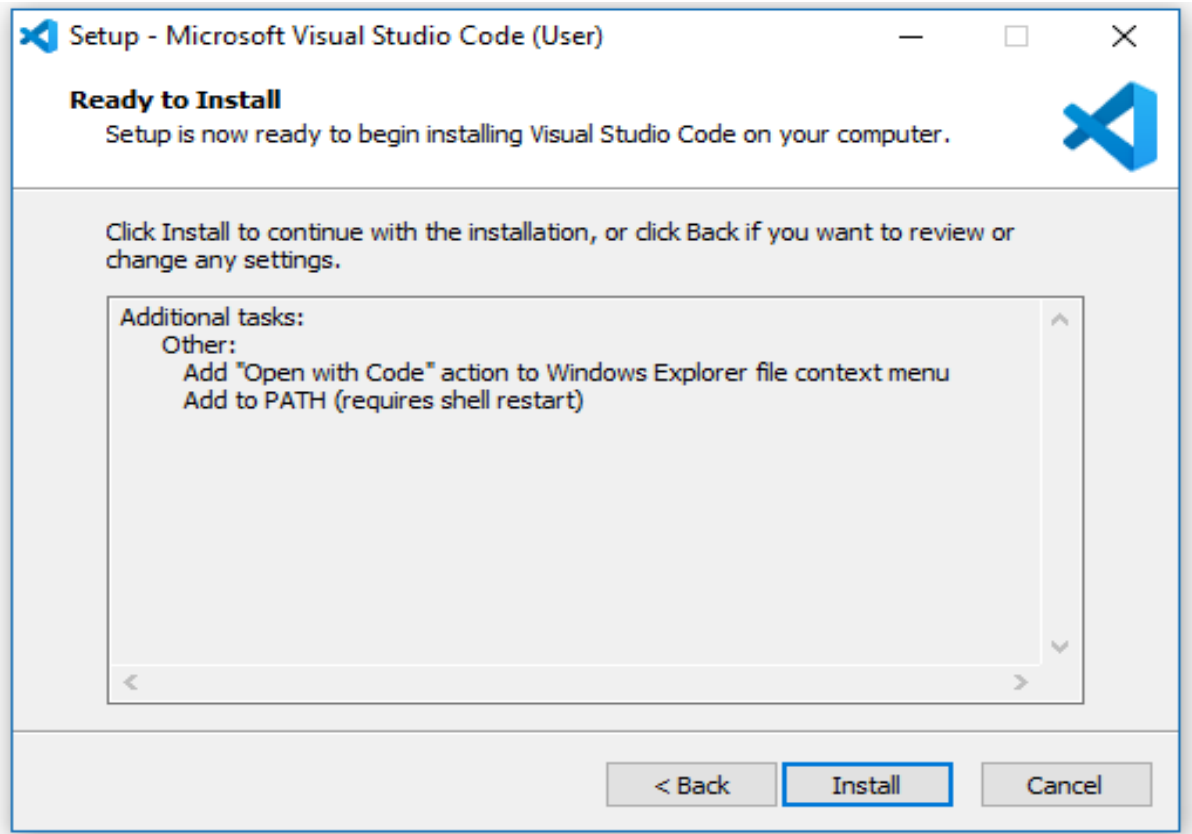 Setup - Microsoft Visual Studio Code (User)
Ready to Install
Setup is now ready to begin installing Visual Studio Code on your computer.
Click Install to continue with the installation, or click Back if you want to review or
change any settings.
Additional tasks:
Other:
Add "Open with Code" action to Windows Explorer file context menu
Add to PATH (requires shell restart)
< Back
Install
Cancel